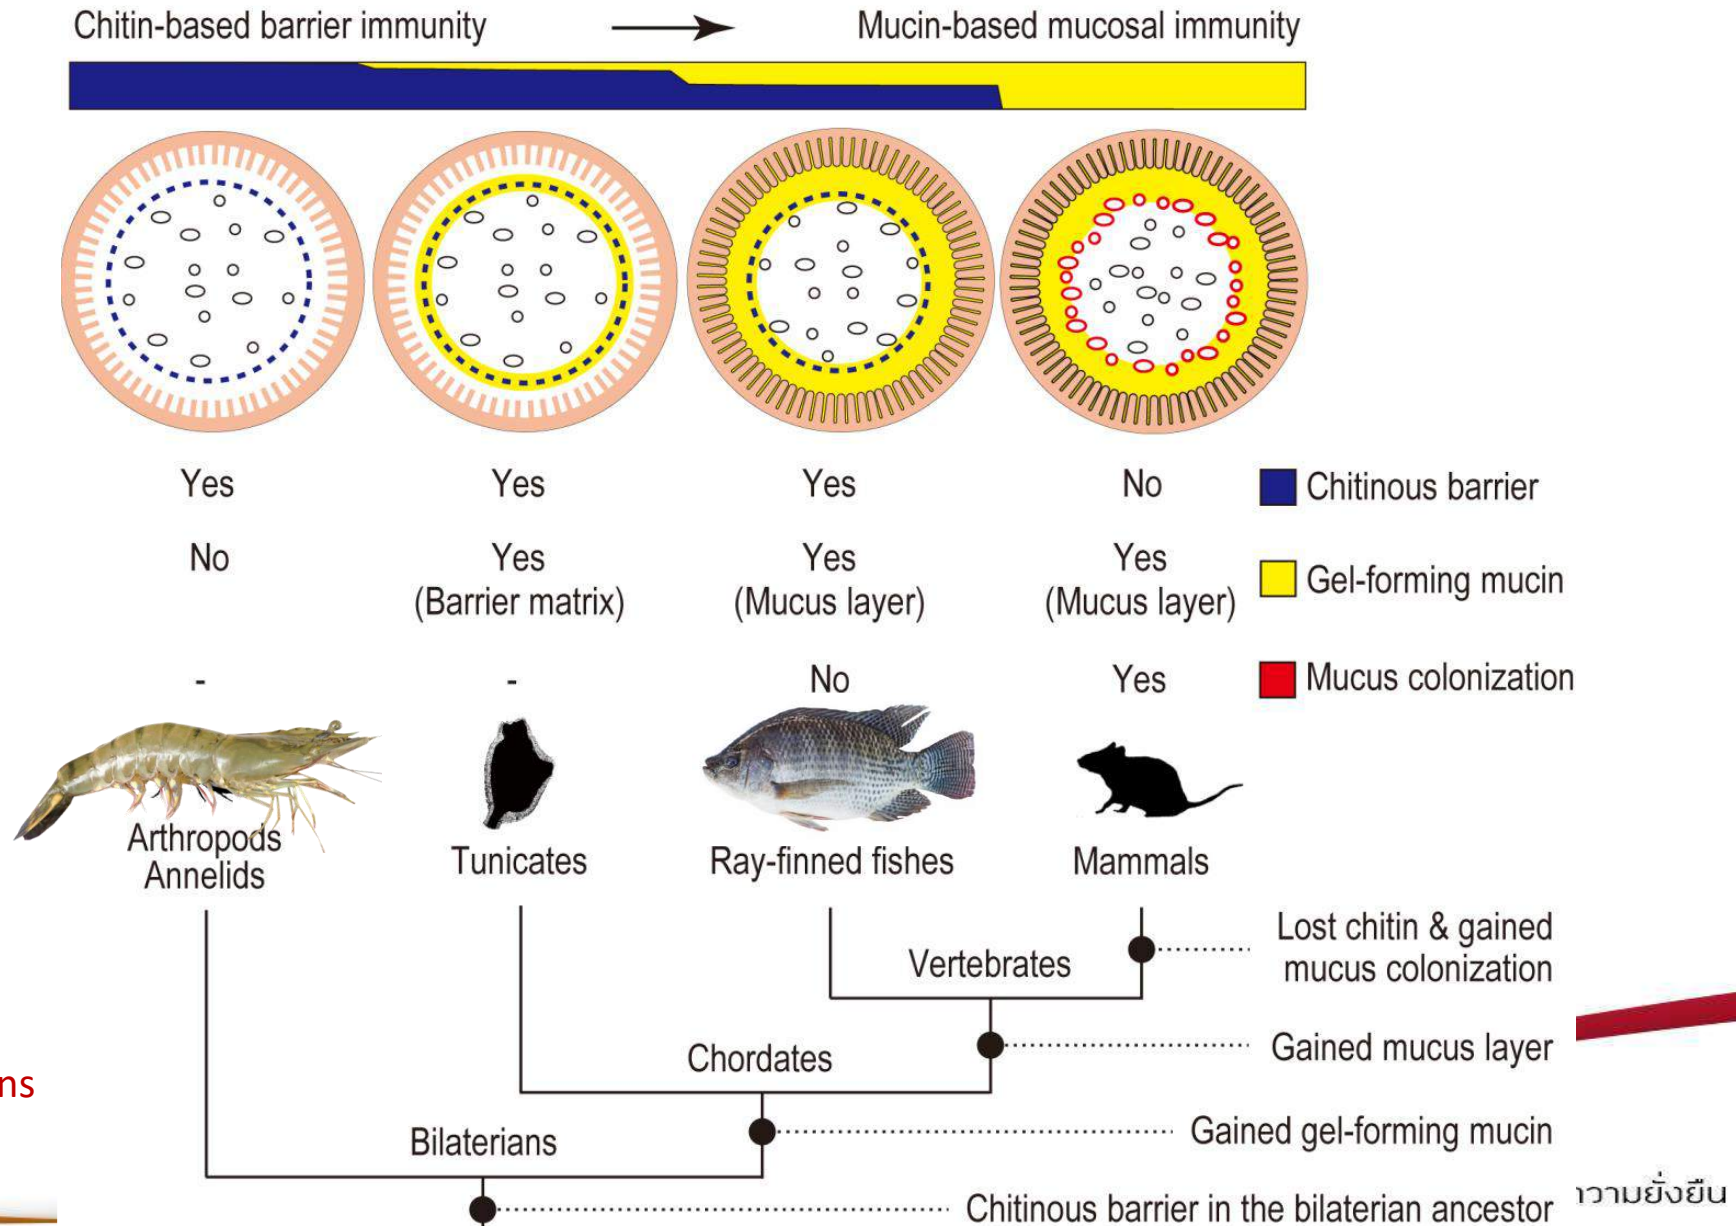 Chitin-based barrier immunity
Mucin-based mucosal immunity
Yes Yes Yes No
Chitinous barrier
No Yes Yes Yes
(Barrier matrix) (Mucus layer) (Mucus layer)
Gel-forming mucin
- - No Yes
Mucus colonization
Arthropods
Annelids
Tunicates
Ray-finned fishes
Mammals
Lost chitin & gained
mucus colonization
Vertebrates
Gained mucus layer
Chordates
ns
Gained gel-forming mucin
Bilaterians
Chitinous barrier in the bilaterian ancestor
วามยั่งยืน